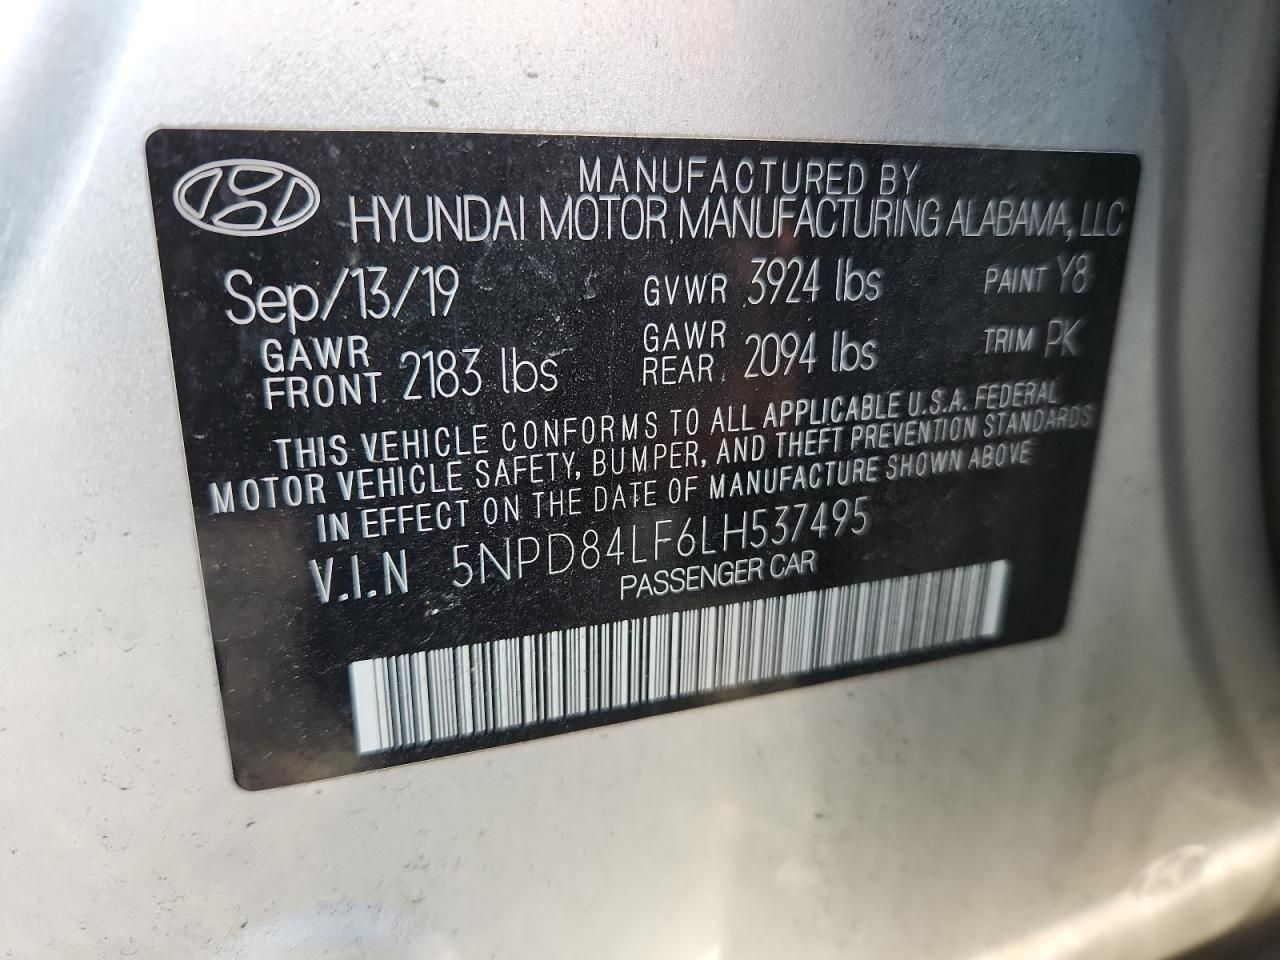 MANUFACTURED BY
HYUNDAI MOTOR MANUFACTURING ALABAMA, LLC
Sep/13/19 GVWR 3924 lbs PAINT Y8
GAWR FRONT 2183 lbs GAWR REAR 2094 lbs TRIM PK
THIS VEHICLE CONFORMS TO ALL APPLICABLE U.S.A. FEDERAL
MOTOR VEHICLE SAFETY, BUMPER, AND THEFT PREVENTION STANDARDS
IN EFFECT ON THE DATE OF MANUFACTURE SHOWN ABOVE
V.I.N 5NPD84LF6LH537495
PASSENGER CAR